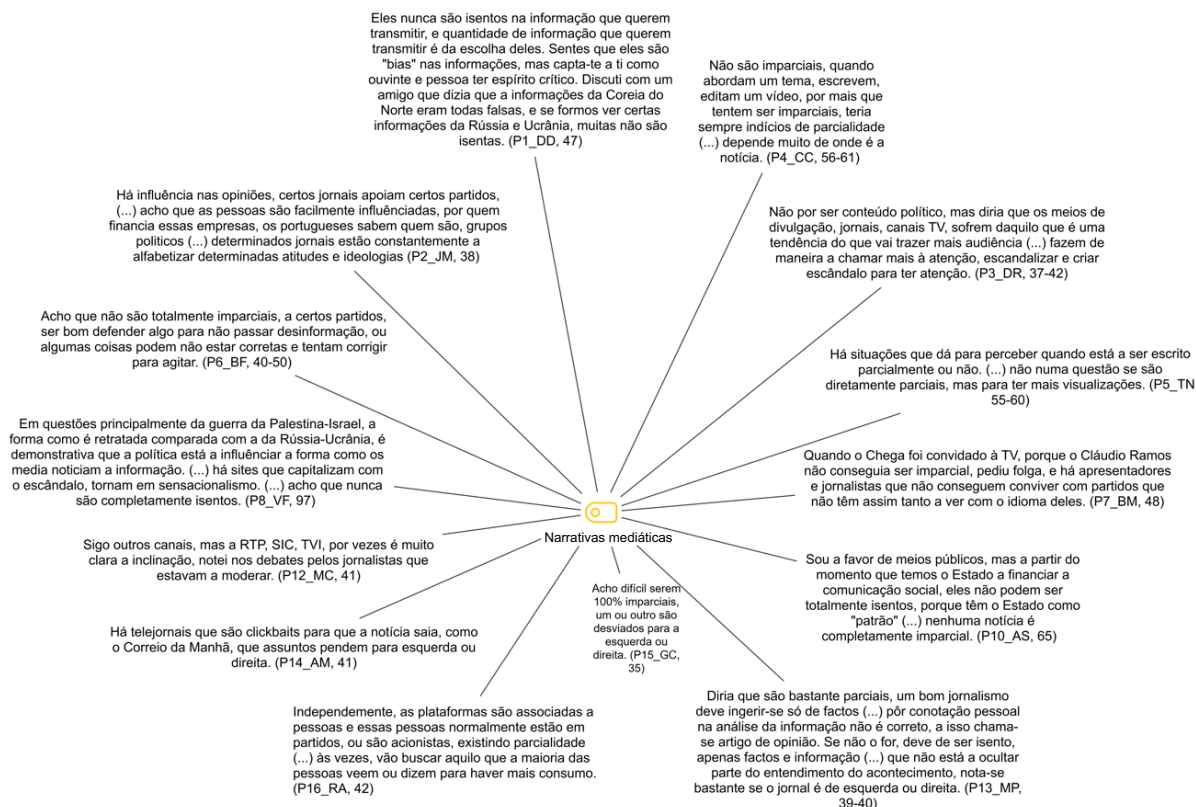 Eles nunca são isentos na informação que querem
transmitir, e quantidade de informação que querem
transmitir é da escolha deles. Sentes que eles são
"bias" nas informações, mas capta-te a ti como
ouvinte e pessoa ter espírito crítico. Discuti com um
amigo que dizia que a informações da Coreia do
Norte eram todas falsas, e se formos ver certas
informações da Rússia e Ucrânia, muitas não são
isentas. (P1_DD, 47)
Não são imparciais, quando
abordam um tema, escrevem,
editam um vídeo, por mais que
tentem ser imparciais, teria
sempre indícios de parcialidade
(...) depende muito de onde é a
notícia. (P4_CC, 56-61)
Há influência nas opiniões, certos jornais apoiam certos partidos,
(...) acho que as pessoas são facilmente influênciadas, por quem
financia essas empresas, os portugueses sabem quem são, grupos
politicos (...) determinados jornais estão constantemente a
alfabetizar determinadas atitudes e ideologias (P2_JM, 38)
Não por ser conteúdo político, mas diria que os meios de
divulgação, jornais, canais TV, sofrem daquilo que é uma
tendência do que vai trazer mais audiência (...) fazem de
maneira a chamar mais à atenção, escandalizar e criar
escândalo para ter atenção. (P3_DR, 37-42)
Acho que não são totalmente imparciais, a certos partidos,
ser bom defender algo para não passar desinformação, ou
algumas coisas podem não estar corretas e tentam corrigir
para agitar. (P6_BF, 40-50)
Há situações que dá para perceber quando está a ser escrito
parcialmente ou não. (...) não numa questão se são
diretamente parciais, mas para ter mais visualizações. (P5_TN
55-60)
Em questões principalmente da guerra da Palestina-Israel, a
forma como é retratada comparada com a da Rússia-Ucrânia, é
demonstrativa que a política está a influênciar a forma como os
media noticiam a informação. (...) há sites que capitalizam com
o escândalo, tornam em sensacionalismo. (...) acho que nunca
são completamente isentos. (P8_VF, 97)
Quando o Chega foi convidado à TV, porque o Cláudio Ramos
não conseguia ser imparcial, pediu folga, e há apresentadores
e jornalistas que não conseguem conviver com partidos que
não têm assim tanto a ver com o idioma deles. (P7_BM, 48)
Narrativas mediáticas
Sigo outros canais, mas a RTP, SIC, TVI, por vezes é muito
clara a inclinação, notei nos debates pelos jornalistas que
estavam a moderar. (P12_MC, 41)
Sou a favor de meios públicos, mas a partir do
momento que temos o Estado a financiar a
comunicação social, eles não podem ser
totalmente isentos, porque têm o Estado como
"patrão" (...) nenhuma notícia é
completamente imparcial. (P10_AS, 65)
Acho difícil serem
100% imparciais,
um ou outro são
desviados para a
esquerda ou
direita. (P15_GC,
35)
Há telejornais que são clickbaits para que a notícia saia, como
o Correio da Manhã, que assuntos pendem para esquerda ou
direita. (P14_AM, 41)
Independemente, as plataformas são associadas a
pessoas e essas pessoas normalmente estão em
partidos, ou são acionistas, existindo parcialidade
(...) às vezes, vão buscar aquilo que a maioria das
pessoas veem ou dizem para haver mais consumo.
(P16_RA, 42)
Diria que são bastante parciais, um bom jornalismo
deve ingerir-se só de factos (...) pôr conotação pessoal
na análise da informação não é correto, a isso chama-
se artigo de opinião. Se não o for, deve de ser isento,
apenas factos e informação (...) que não está a ocultar
parte do entendimento do acontecimento, nota-se
bastante se o jornal é de esquerda ou direita. (P13_MP,
39-40)